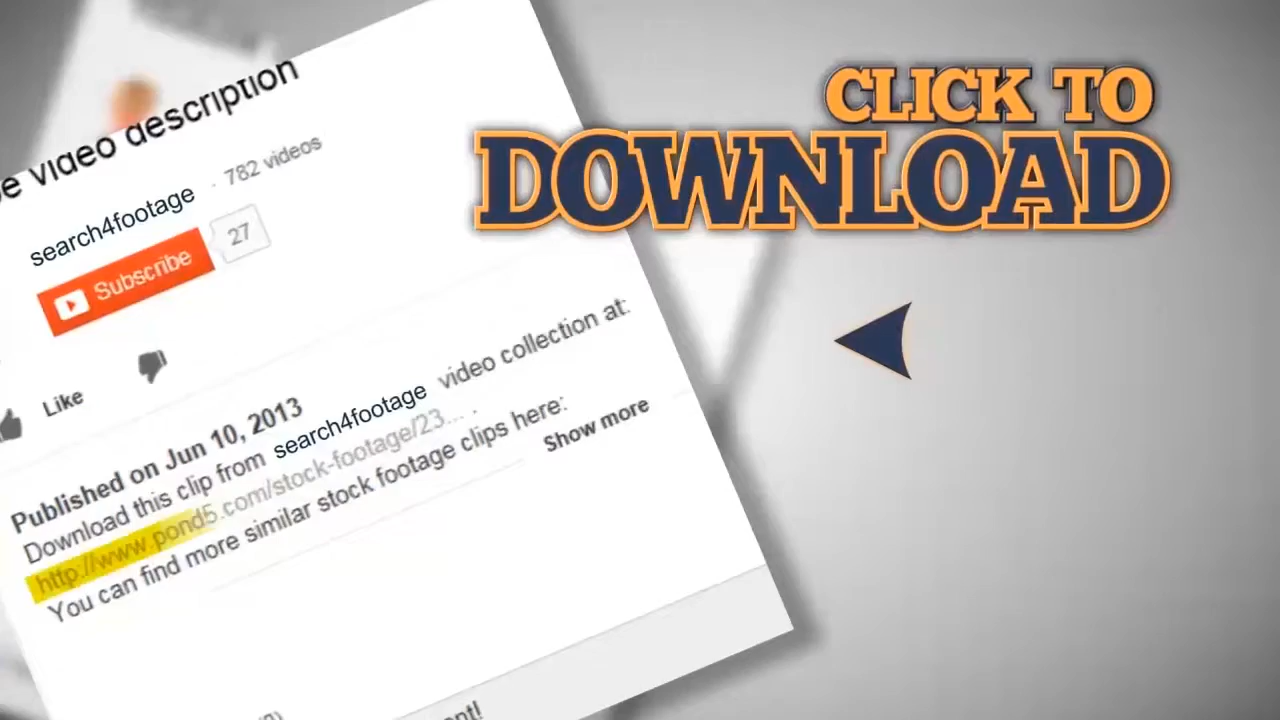 CLICK TO
DOWNLOAD
video description
search4footage · 782 videos
Subscribe 27
Like
Published on Jun 10, 2013
Download this clip from search4footage video collection at:
http://www.pond5.com/stock-footage/23... .
You can find more similar stock footage clips here:
Show more